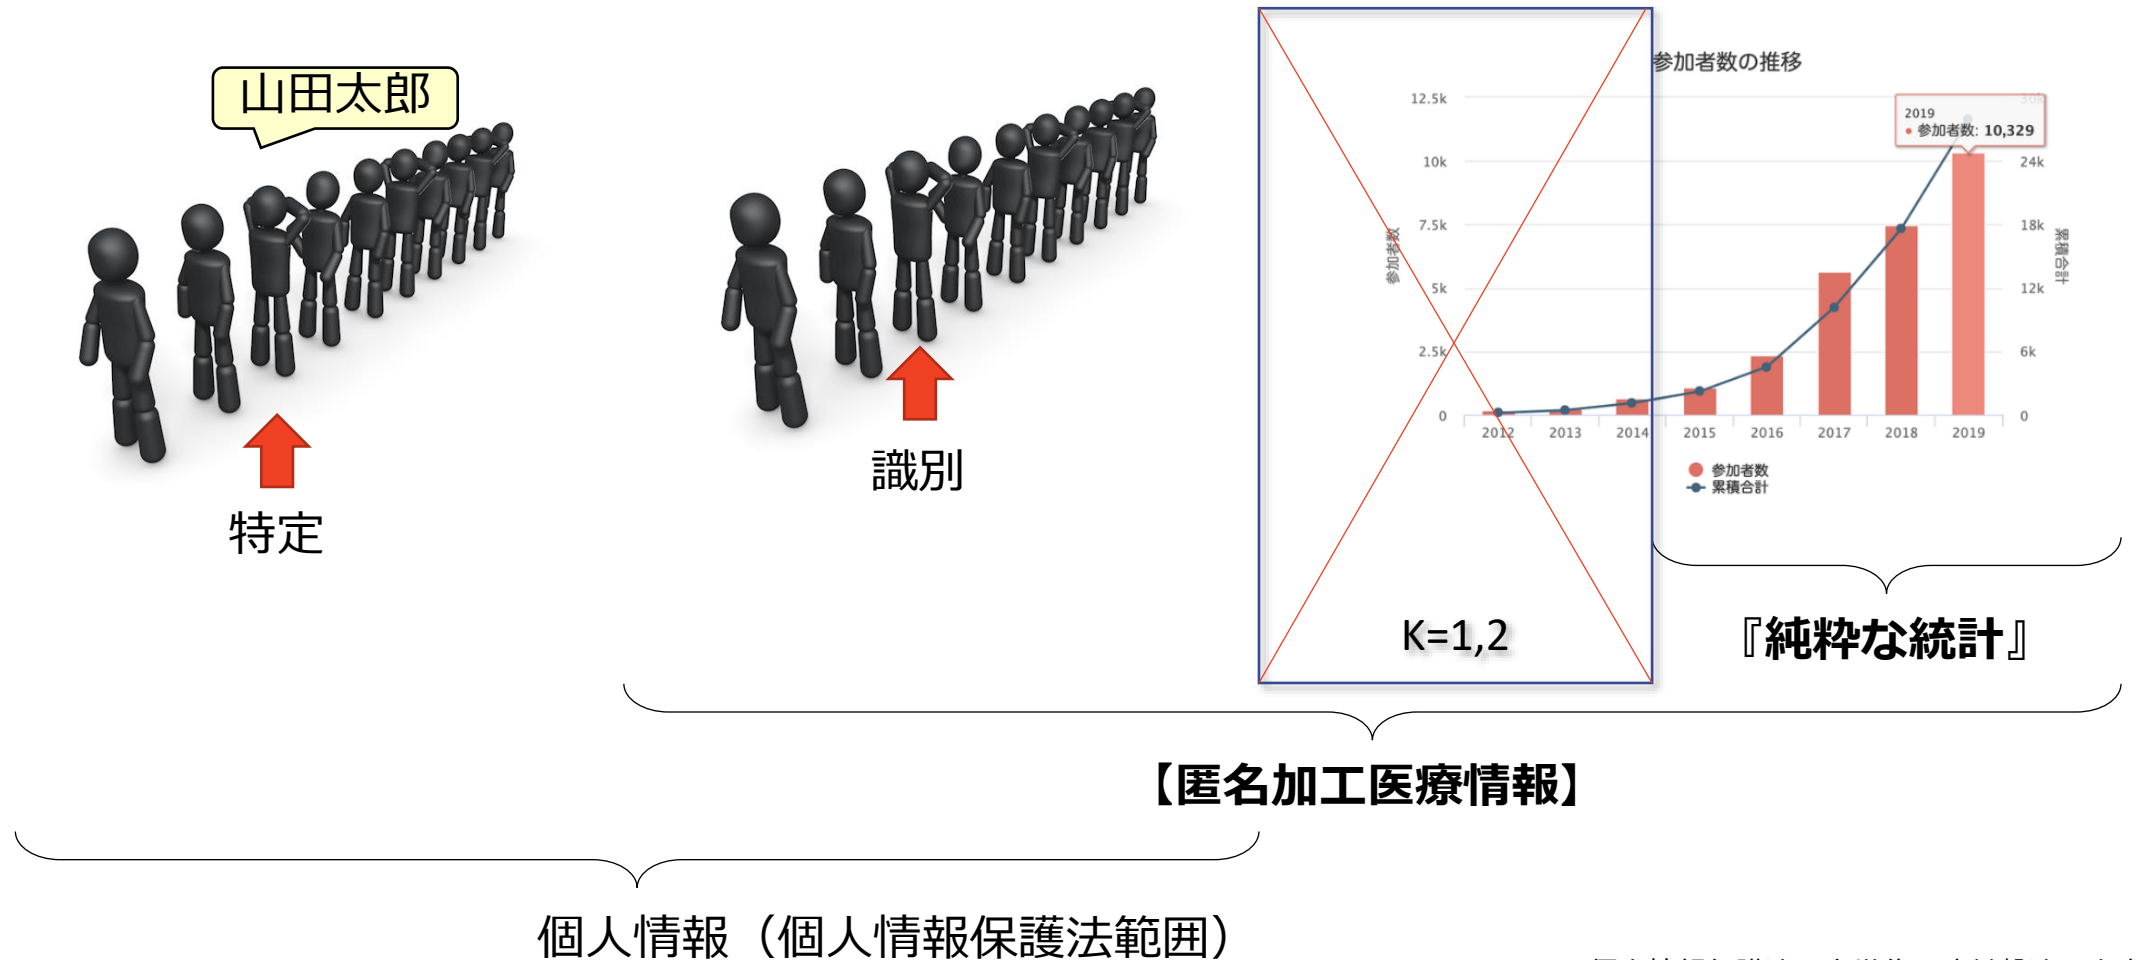 山田太郎
特定
識別
参加者数の推移
12.5k
10k
7.5k
5k
2.5k
0
参加者数
30k
24k
18k
12k
6k
0
累積合計
2019
参加者数: 10,329
2012 2013 2014 2015 2016 2017 2018 2019
参加者数
累積合計
K=1,2
『純粋な統計』
【匿名加工医療情報】
個人情報（個人情報保護法範囲）